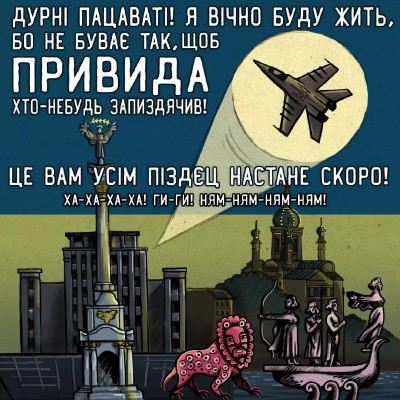 ДУРНІ ПАЦАВАТІ! Я ВІЧНО БУДУ ЖИТЬ,
БО НЕ БУВАЄ ТАК, ЩОБ
ПРИВИДА
ХТО-НЕБУДЬ ЗАПИЗДЯЧИВ!
ЦЕ ВАМ УСІМ ПІЗДЄЦ НАСТАНЕ СКОРО!
ХА-ХА-ХА-ХА! ГИ-ГИ! НЯМ-НЯМ-НЯМ-НЯМ!